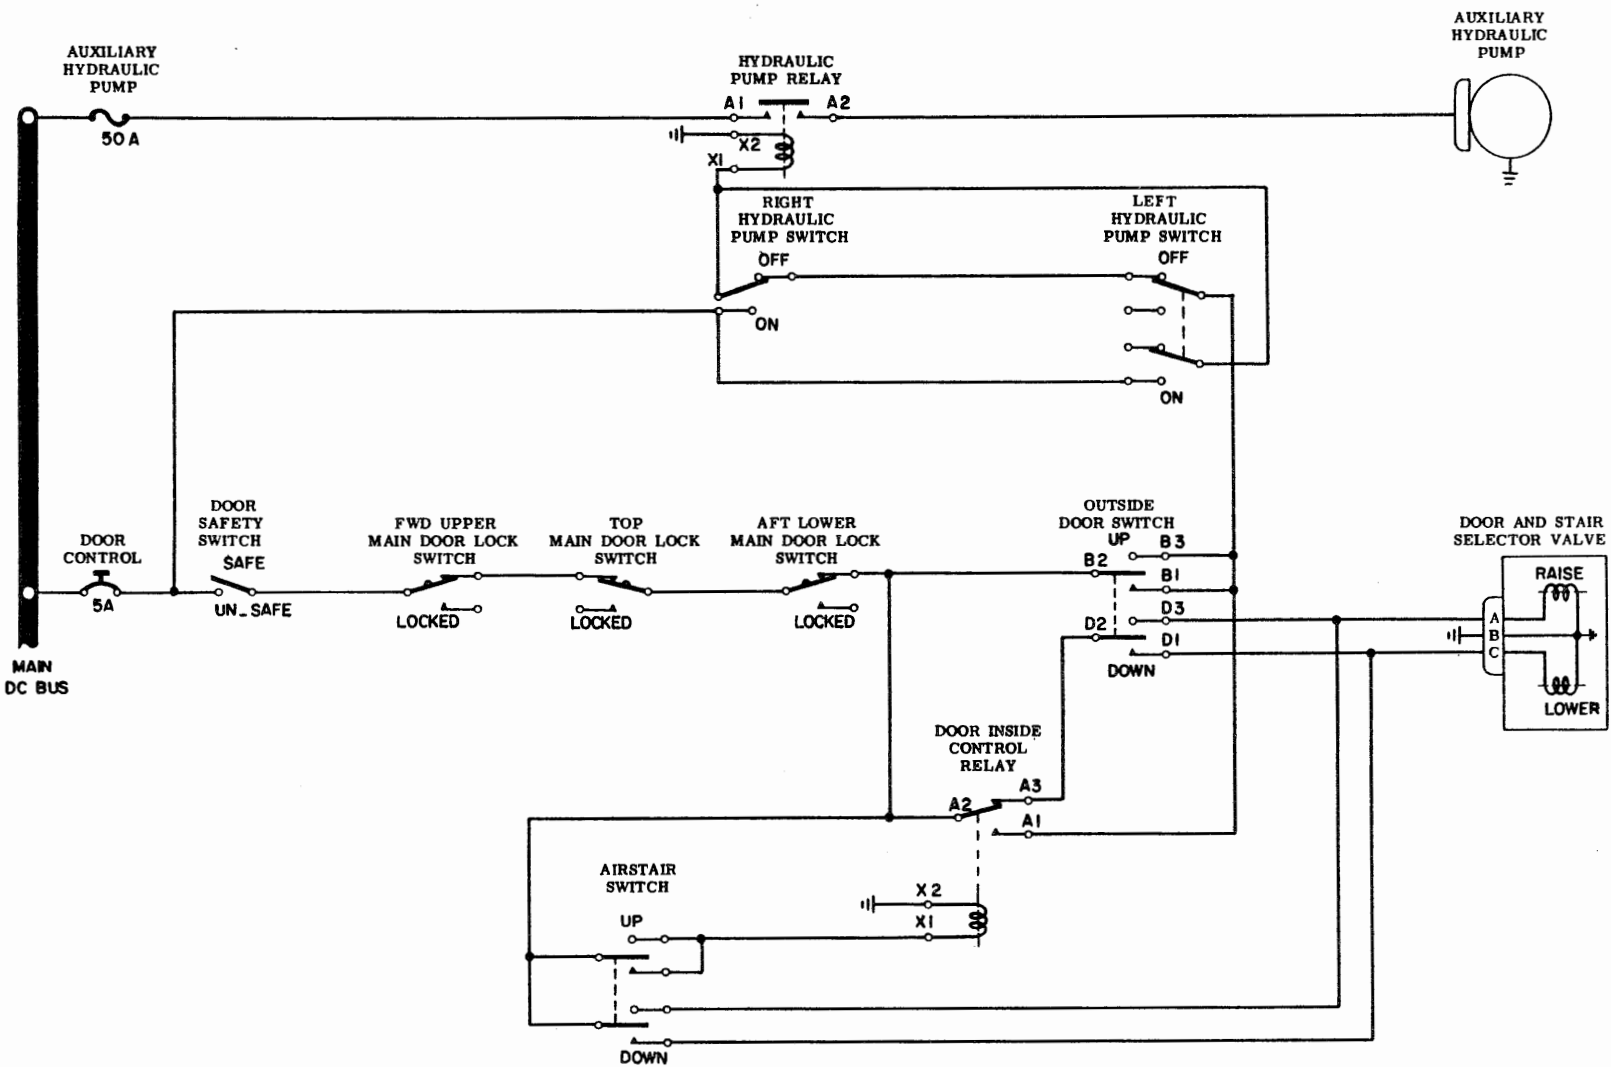 AUXILIARY
HYDRAULIC
PUMP
50A
HYDRAULIC
PUMP RELAY
A1
A2
X2
X1
AUXILIARY
HYDRAULIC
PUMP
RIGHT
HYDRAULIC
PUMP SWITCH
OFF
ON
LEFT
HYDRAULIC
PUMP SWITCH
OFF
ON
DOOR
CONTROL
5A
MAIN
DC BUS
DOOR
SAFETY
SWITCH
SAFE
UN_SAFE
FWD UPPER
MAIN DOOR LOCK
SWITCH
LOCKED
TOP
MAIN DOOR LOCK
SWITCH
LOCKED
AFT LOWER
MAIN DOOR LOCK
SWITCH
LOCKED
OUTSIDE
DOOR SWITCH
UP
B3
B2
B1
D3
D2
D1
DOWN
DOOR AND STAIR
SELECTOR VALVE
RAISE
A
B
C
LOWER
DOOR INSIDE
CONTROL
RELAY
A3
A2
A1
X2
X1
AIRSTAIR
SWITCH
UP
DOWN